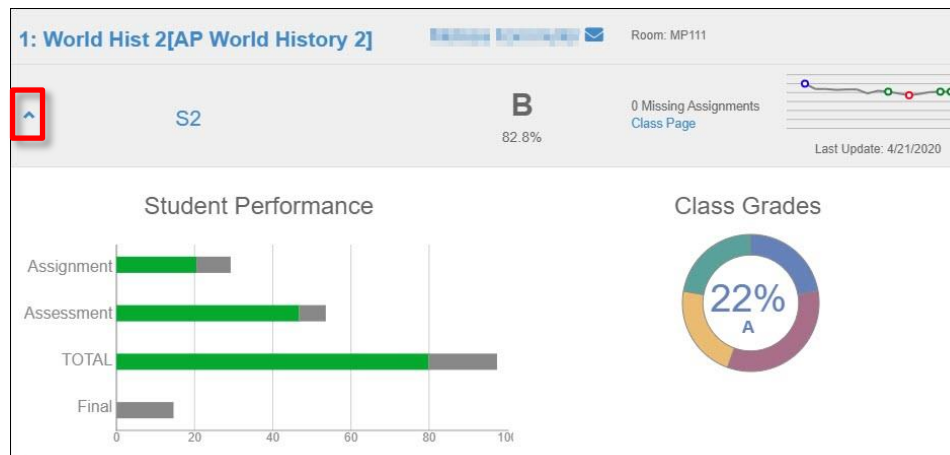 1: World Hist 2[AP World History 2]
Room: MP111
S2
B
82.8%
0 Missing Assignments
Class Page
Last Update: 4/21/2020
Student Performance
Assignment
Assessment
TOTAL
Final
0 20 40 60 80
Class Grades
22%
A